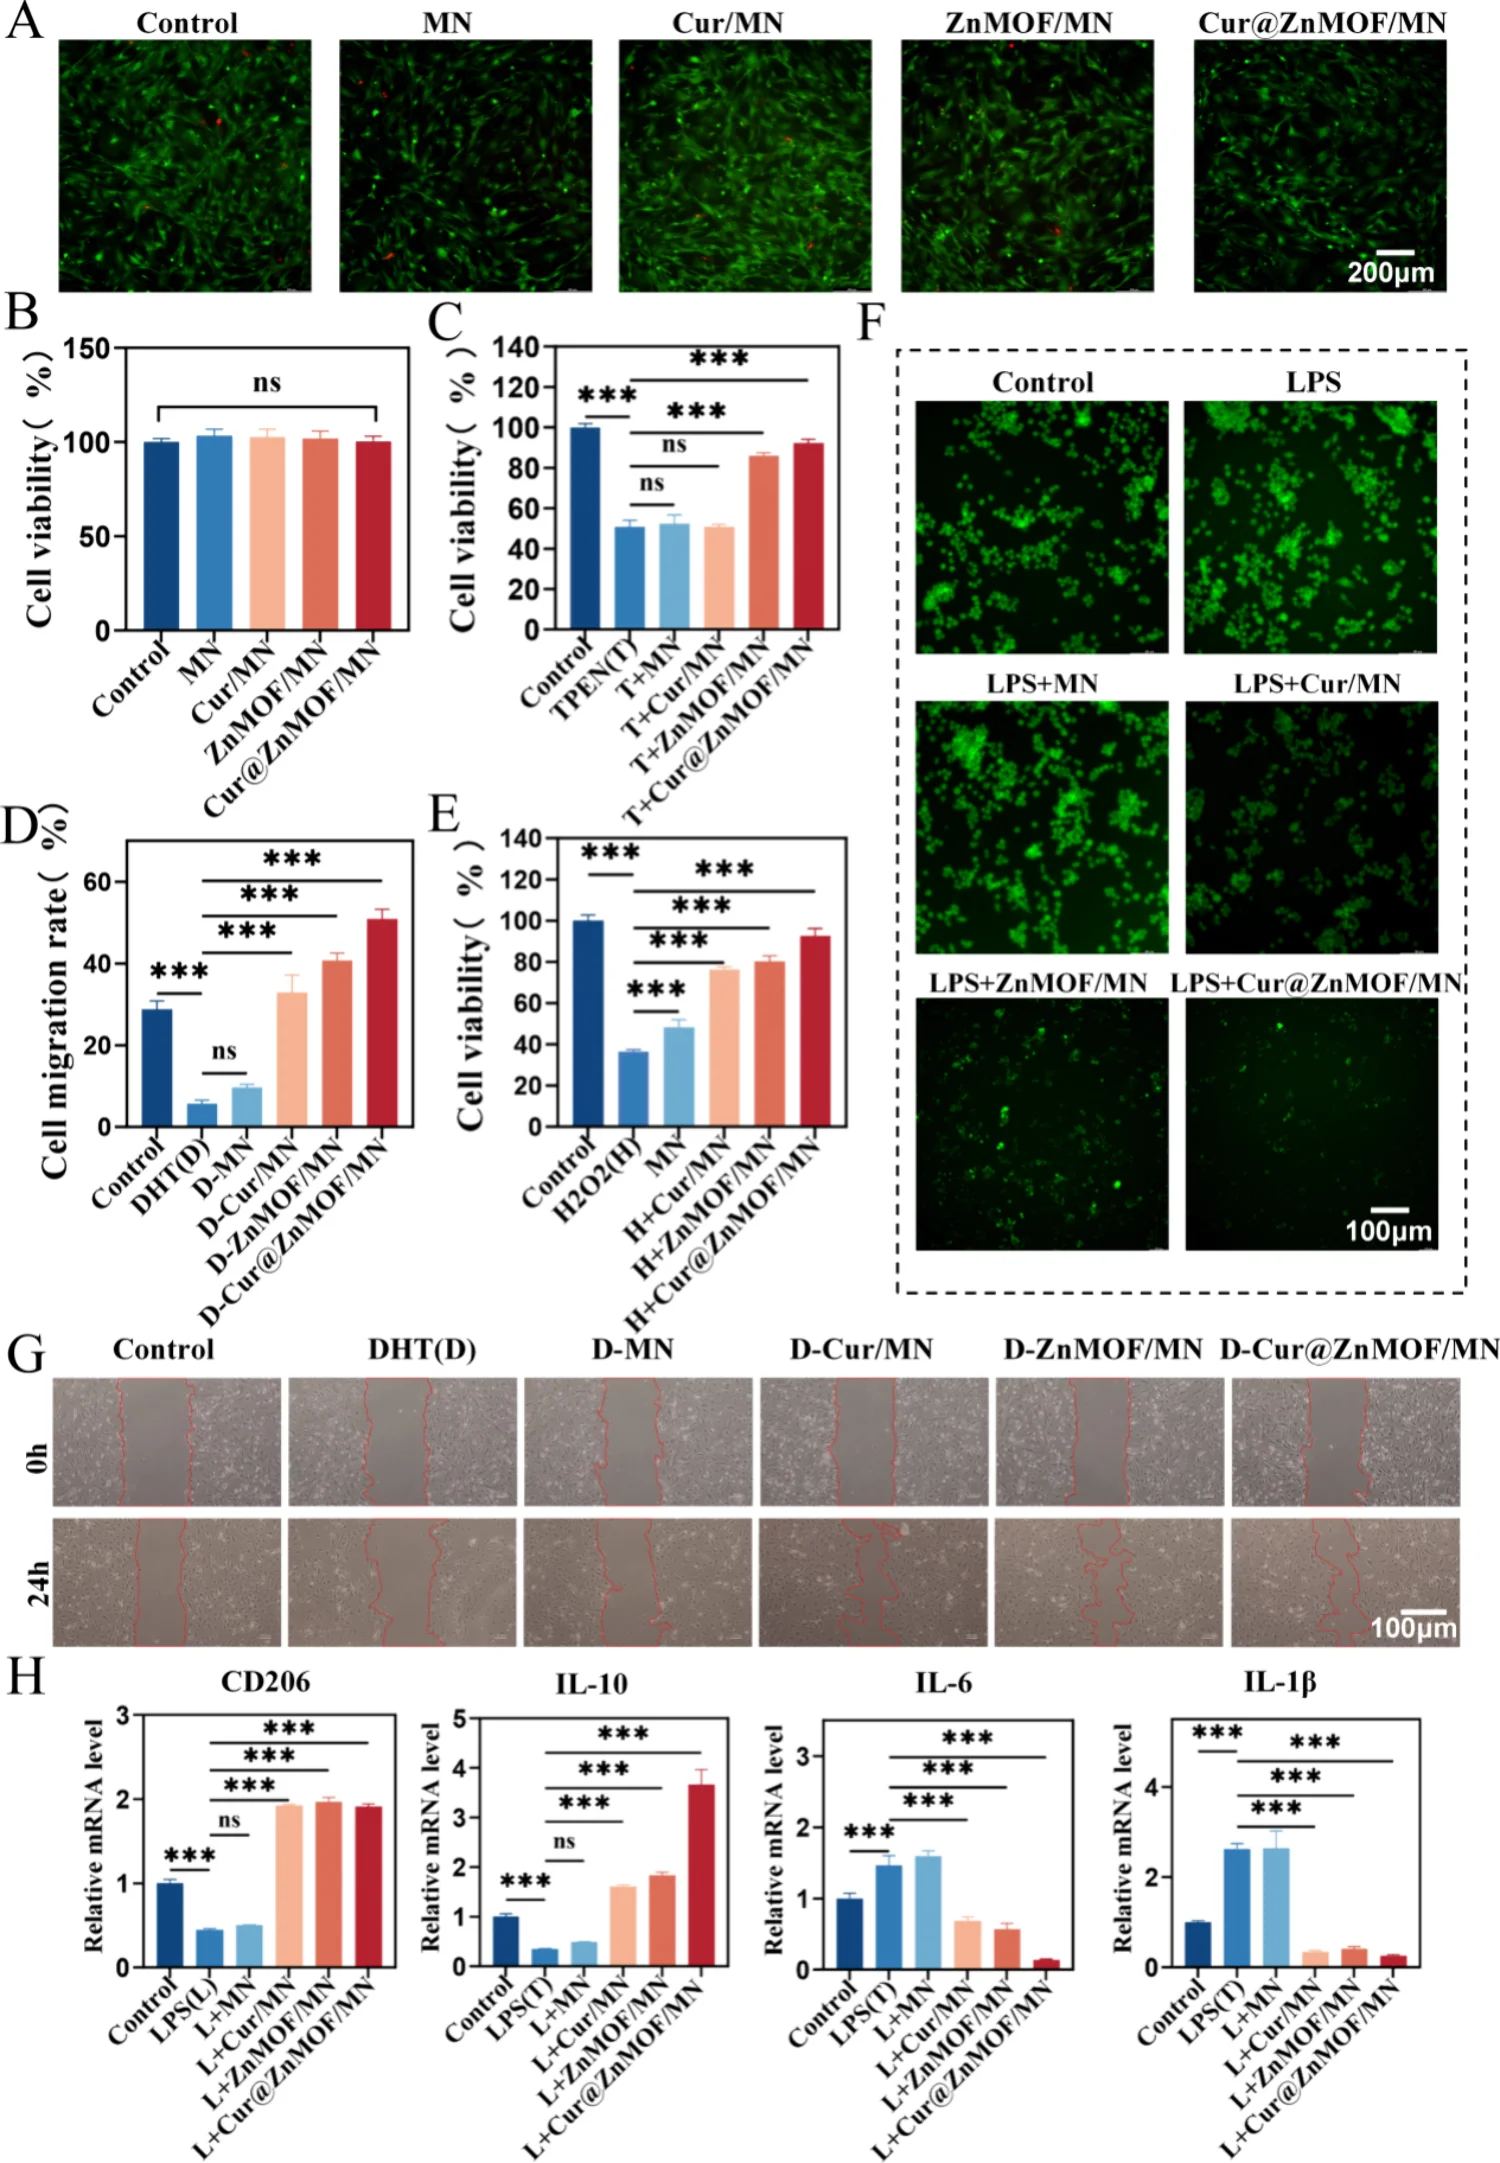 A
Control MN Cur/MN ZnMOF/MN Cur@ZnMOF/MN
200μm
B
Cell viability( %)
150
100
50
0
ns
Control
MN
Cur/MN
ZnMOF/MN
Cur@ZnMOF/MN
C
Cell viability( %)
140
120
100
80
60
40
20
0
***
***
***
ns
ns
Control
TPEN(T)
T+MN
T+Cur/MN
T+ZnMOF/MN
T+Cur@ZnMOF/MN
D
Cell migration rate( %)
60
40
20
0
***
***
***
***
ns
Control
DHT(D)
D-MN
D-Cur/MN
D-ZnMOF/MN
D-Cur@ZnMOF/MN
E
Cell viability( %)
140
120
100
80
60
40
20
0
***
***
***
***
***
Control
H2O2(H)
MN
H+Cur/MN
H+ZnMOF/MN
H+Cur@ZnMOF/MN
F
Control LPS
LPS+MN LPS+Cur/MN
LPS+ZnMOF/MN LPS+Cur@ZnMOF/MN
100μm
G
Control DHT(D) D-MN D-Cur/MN D-ZnMOF/MN D-Cur@ZnMOF/MN
0h
24h
100μm
H
CD206
Relative mRNA level
3
2
1
0
***
***
***
ns
***
Control
LPS(L)
L+MN
L+Cur/MN
L+ZnMOF/MN
L+Cur@ZnMOF/MN
IL-10
Relative mRNA level
5
4
3
2
1
0
***
***
***
ns
***
Control
LPS(T)
L+MN
L+Cur/MN
L+ZnMOF/MN
L+Cur@ZnMOF/MN
IL-6
Relative mRNA level
3
2
1
0
***
***
***
***
Control
LPS(T)
L+MN
L+Cur/MN
L+ZnMOF/MN
L+Cur@ZnMOF/MN
IL-1β
Relative mRNA level
4
2
0
***
***
***
***
Control
LPS(T)
L+MN
L+Cur/MN
L+ZnMOF/MN
L+Cur@ZnMOF/MN